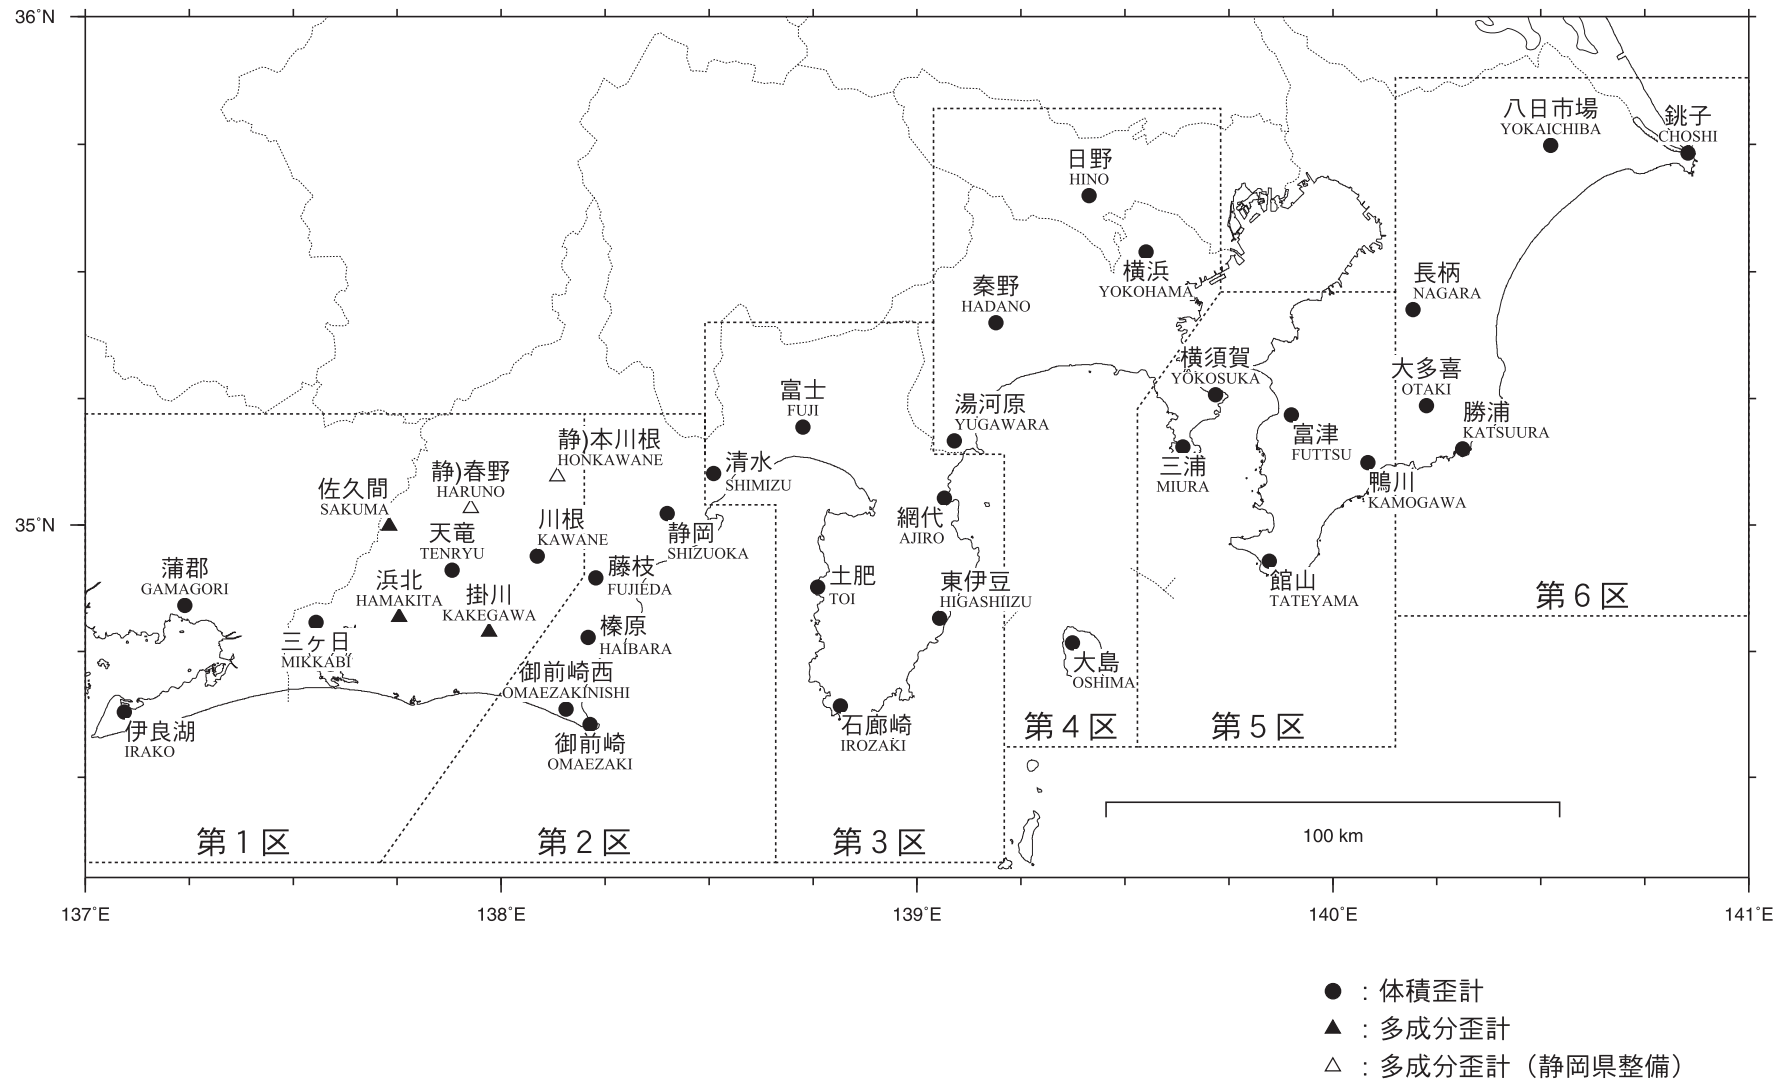 36°N
八日市場
YOKAICHIBA
銚子
CHOSHI
日野
HINO
横浜
YOKOHAMA
秦野
HADANO
長柄
NAGARA
横須賀
YOKOSUKA
大多喜
OTAKI
富士
FUJI
湯河原
YUGAWARA
勝浦
KATSUURA
富津
FUTTSU
静)本川根
HONKAWANE
静)春野
HARUNO
清水
SHIMIZU
三浦
MIURA
鴨川
KAMOGAWA
佐久間
SAKUMA
35°N
天竜
TENRYU
川根
KAWANE
静岡
SHIZUOKA
網代
AJIRO
蒲郡
GAMAGORI
浜北
HAMAKITA
掛川
KAKEGAWA
藤枝
FUJIEDA
土肥
TOI
東伊豆
HIGASHIIZU
館山
TATEYAMA
第6区
三ヶ日
MIKKABI
榛原
HAIBARA
御前崎西
OMAEZAKINISHI
大島
OSHIMA
伊良湖
IRAKO
御前崎
OMAEZAKI
石廊崎
IROZAKI
第4区
第5区
第1区
第2区
第3区
100 km
137°E
138°E
139°E
140°E
141°E
●：体積歪計
▲：多成分歪計
△：多成分歪計（静岡県整備）